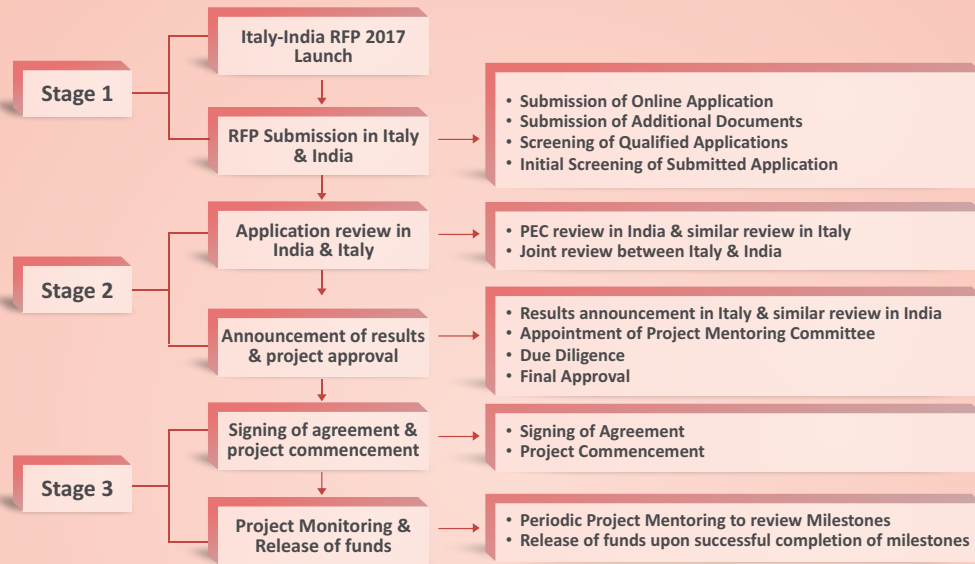 Stage 1
Italy-India RFP 2017
Launch
RFP Submission in Italy
& India
• Submission of Online Application
• Submission of Additional Documents
• Screening of Qualified Applications
• Initial Screening of Submitted Application
Stage 2
Application review in
India & Italy
• PEC review in India & similar review in Italy
• Joint review between Italy & India
Announcement of results
& project approval
• Results announcement in Italy & similar review in India
• Appointment of Project Mentoring Committee
• Due Diligence
• Final Approval
Stage 3
Signing of agreement &
project commencement
• Signing of Agreement
• Project Commencement
Project Monitoring &
Release of funds
• Periodic Project Mentoring to review Milestones
• Release of funds upon successful completion of milestones